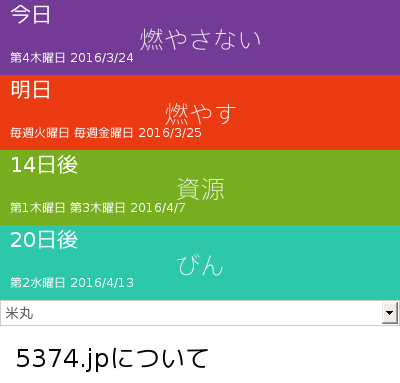 今日
燃やさない
第4木曜日 2016/3/24
明日
燃やす
毎週火曜日 毎週金曜日 2016/3/25
14日後
資源
第1木曜日 第3木曜日 2016/4/7
20日後
びん
第2水曜日 2016/4/13
米丸
5374.jpについて